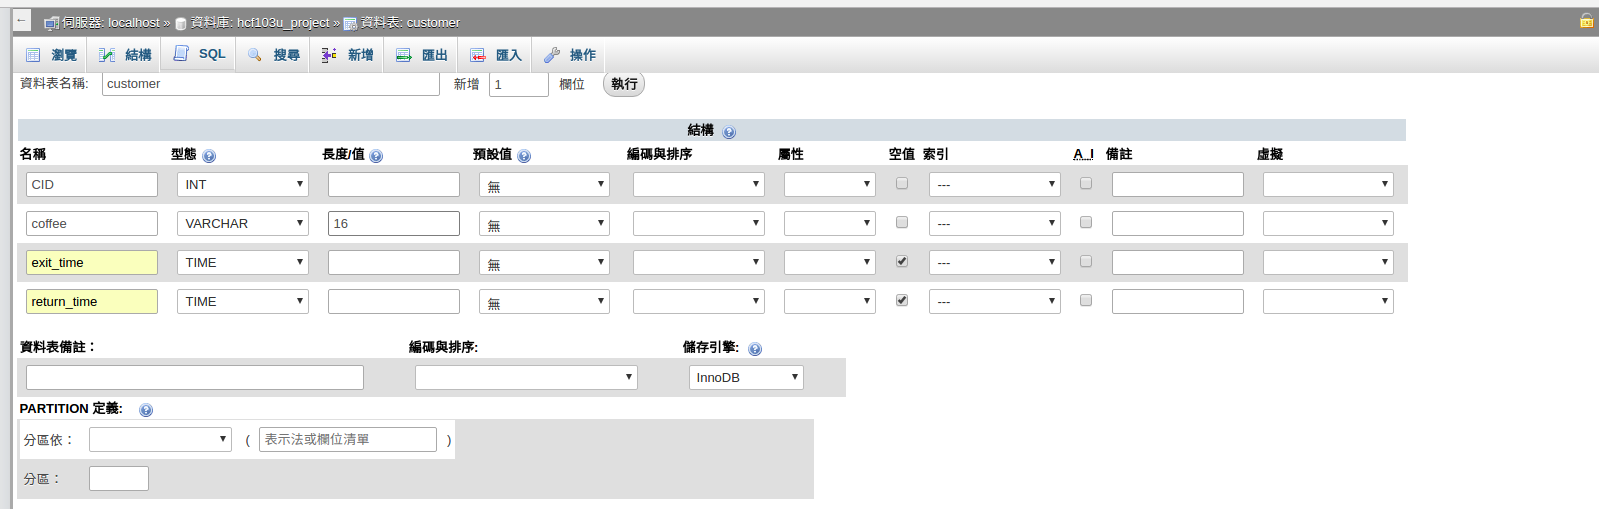 ← 伺服器: localhost » 資料庫: hcf103u_project » 資料表: customer
瀏覽 結構 SQL 搜尋 新增 匯出 匯入 操作
資料表名稱: customer 新增 1 欄位 執行
結構
名稱 型態 長度/值 預設值 編碼與排序 屬性 空值 索引 A_I 備註 虛擬
CID INT 無 ---
coffee VARCHAR 16 無 ---
exit_time TIME 無 ---
return_time TIME 無 ---
資料表備註： 編碼與排序: 儲存引擎:
InnoDB
PARTITION 定義:
分區依： ( 表示法或欄位清單 )
分區：